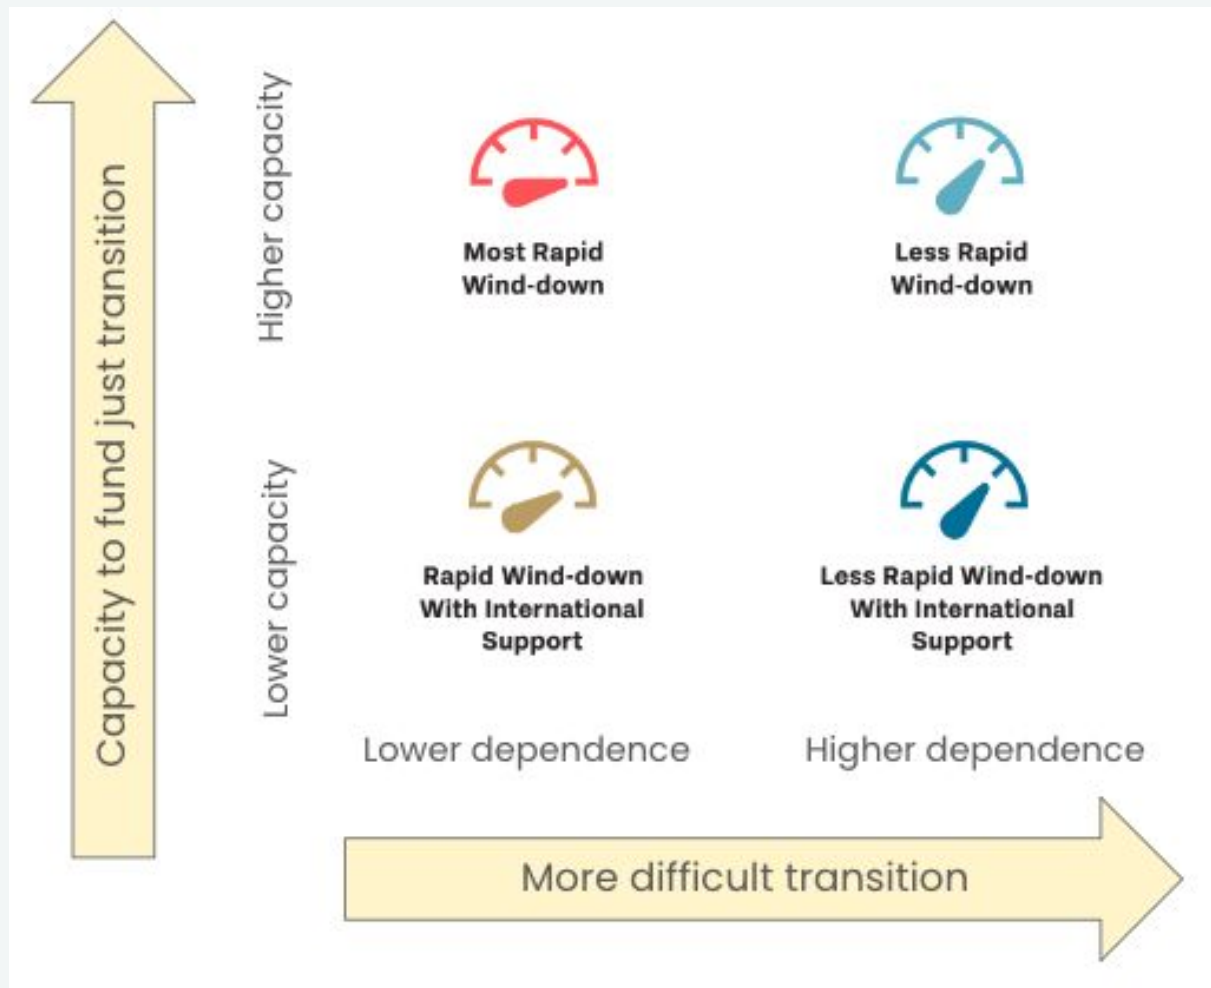 Capacity to fund just transition
Higher capacity
Most Rapid
Wind-down
Less Rapid
Wind-down
Lower capacity
Rapid Wind-down
With International
Support
Less Rapid Wind-down
With International
Support
Lower dependence
Higher dependence
More difficult transition